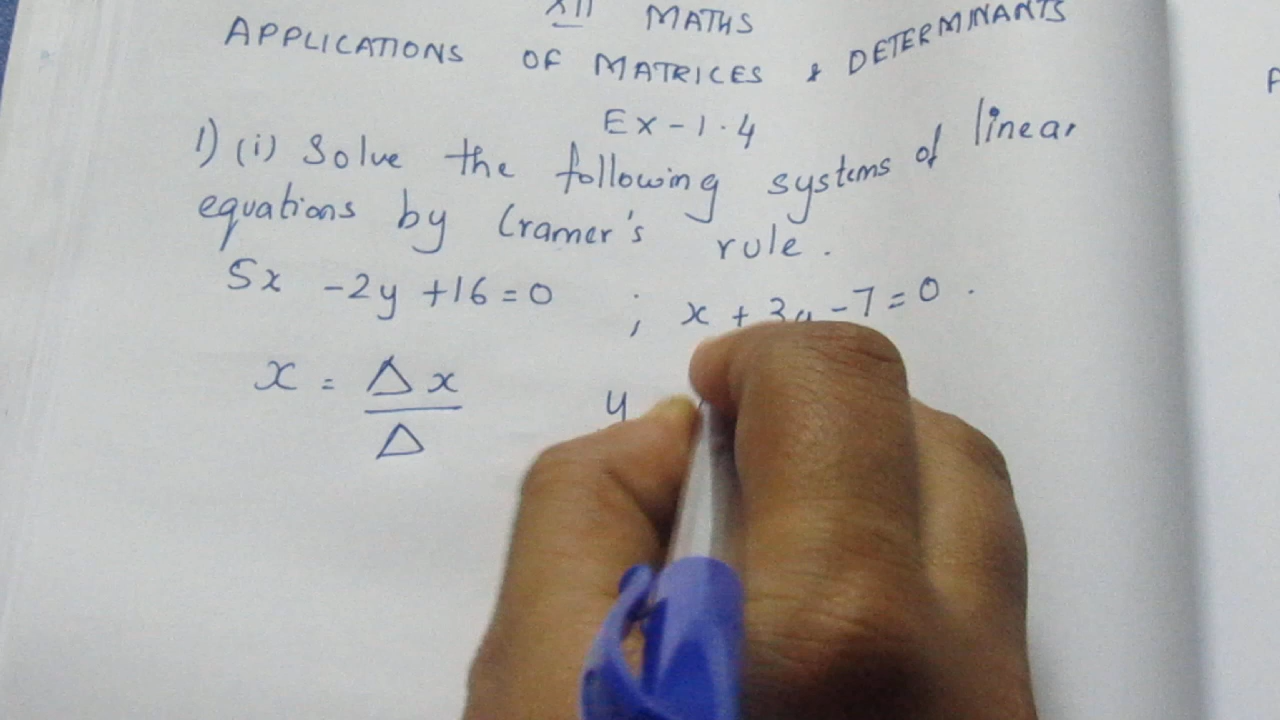 XII MATHS
APPLICATIONS OF MATRICES & DETERMINANTS
Ex-1.4
1) (i) Solve the following systems of linear
equations by Cramer's rule.
5x -2y +16=0 ; x + 3y -7=0.
x = Δx / Δ y